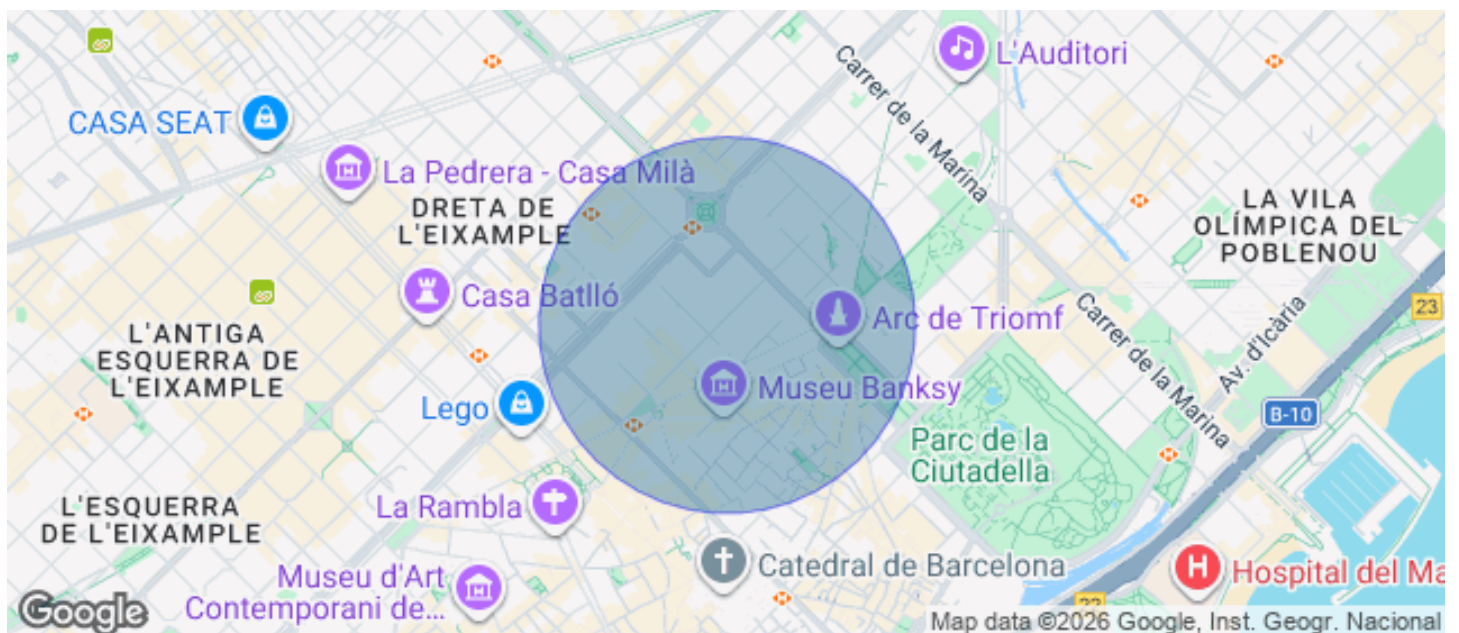 L'Auditori
Carrer de la Marina
CASA SEAT
La Pedrera - Casa Milà
DRETA DE
L'EIXAMPLE
LA VILA
OLÍMPICA DEL
POBLENOU
Casa Batlló
Arc de Triomf
23
L'ANTIGA
ESQUERRA DE
L'EIXAMPLE
Carrer de la Marina
Av. d'Icària
Lego
Museu Banksy
B-10
Parc de la
Ciutadella
La Rambla
L'ESQUERRA
DE L'EIXAMPLE
Catedral de Barcelona
Museu d'Art
Contemporani de...
H
Hospital del Ma
22
Google
Map data ©2026 Google, Inst. Geogr. Nacional